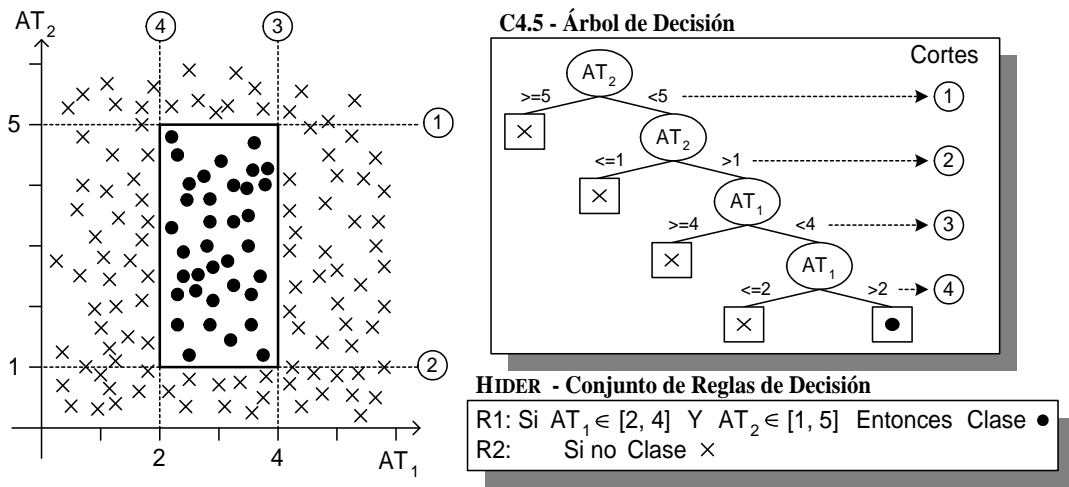 AT2
4
3
5
1
1
2
2
4
AT1
C4.5 - Árbol de Decisión
Cortes
AT2
>=5
<5
1
AT2
<=1
>1
2
AT1
>=4
<4
3
AT1
<=2
>2
4
HIDER - Conjunto de Reglas de Decisión
R1: Si AT1 ∈ [2, 4] Y AT2 ∈ [1, 5] Entonces Clase ●
R2: Si no Clase ×